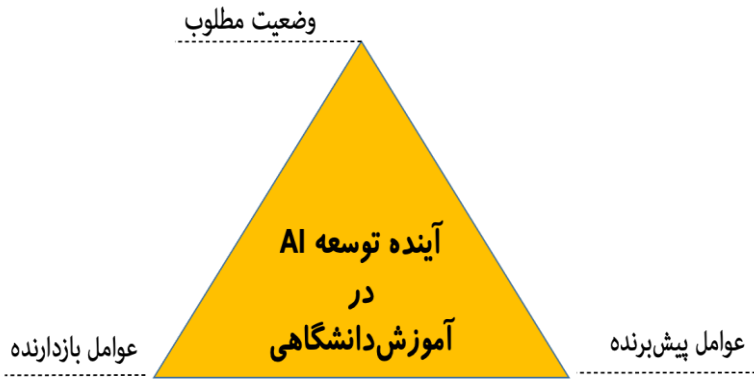 وضعیت مطلوب
آینده توسعه AI
در
آموزش‌دانشگاهی
عوامل پیش‌برنده
عوامل بازدارنده